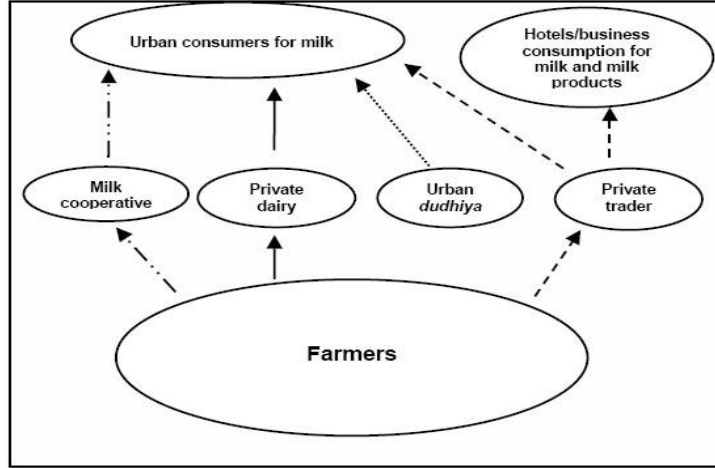 Urban consumers for milk
Hotels/business
consumption for
milk and milk
products
Milk
cooperative
Private
dairy
Urban
dudhiya
Private
trader
Farmers